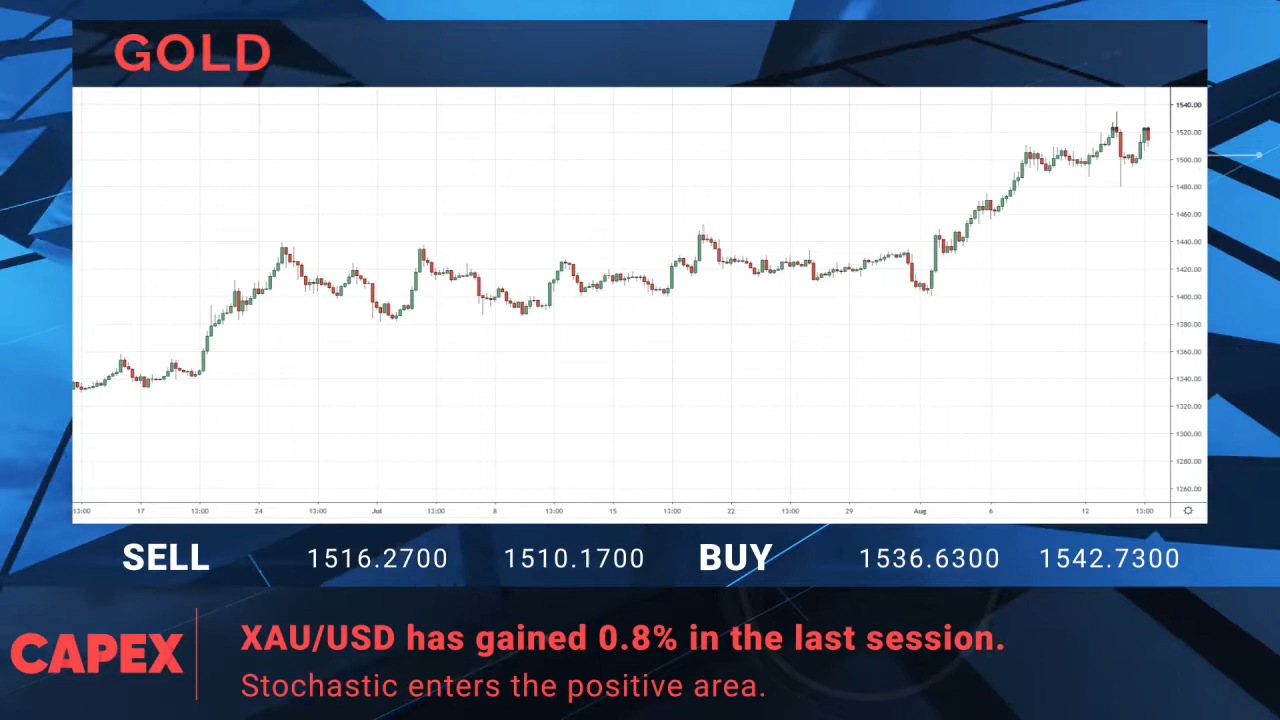 GOLD
1540.00
1520.00
1500.00
1480.00
1460.00
1440.00
1420.00
1400.00
1380.00
1360.00
1340.00
1320.00
1300.00
1280.00
1260.00
13:00 17 13:00 24 13:00 Jul 13:00 8 13:00 15 13:00 22 13:00 29 Aug 6 12 13:00
SELL 1516.2700 1510.1700 BUY 1536.6300 1542.7300
CAPEX
XAU/USD has gained 0.8% in the last session.
Stochastic enters the positive area.